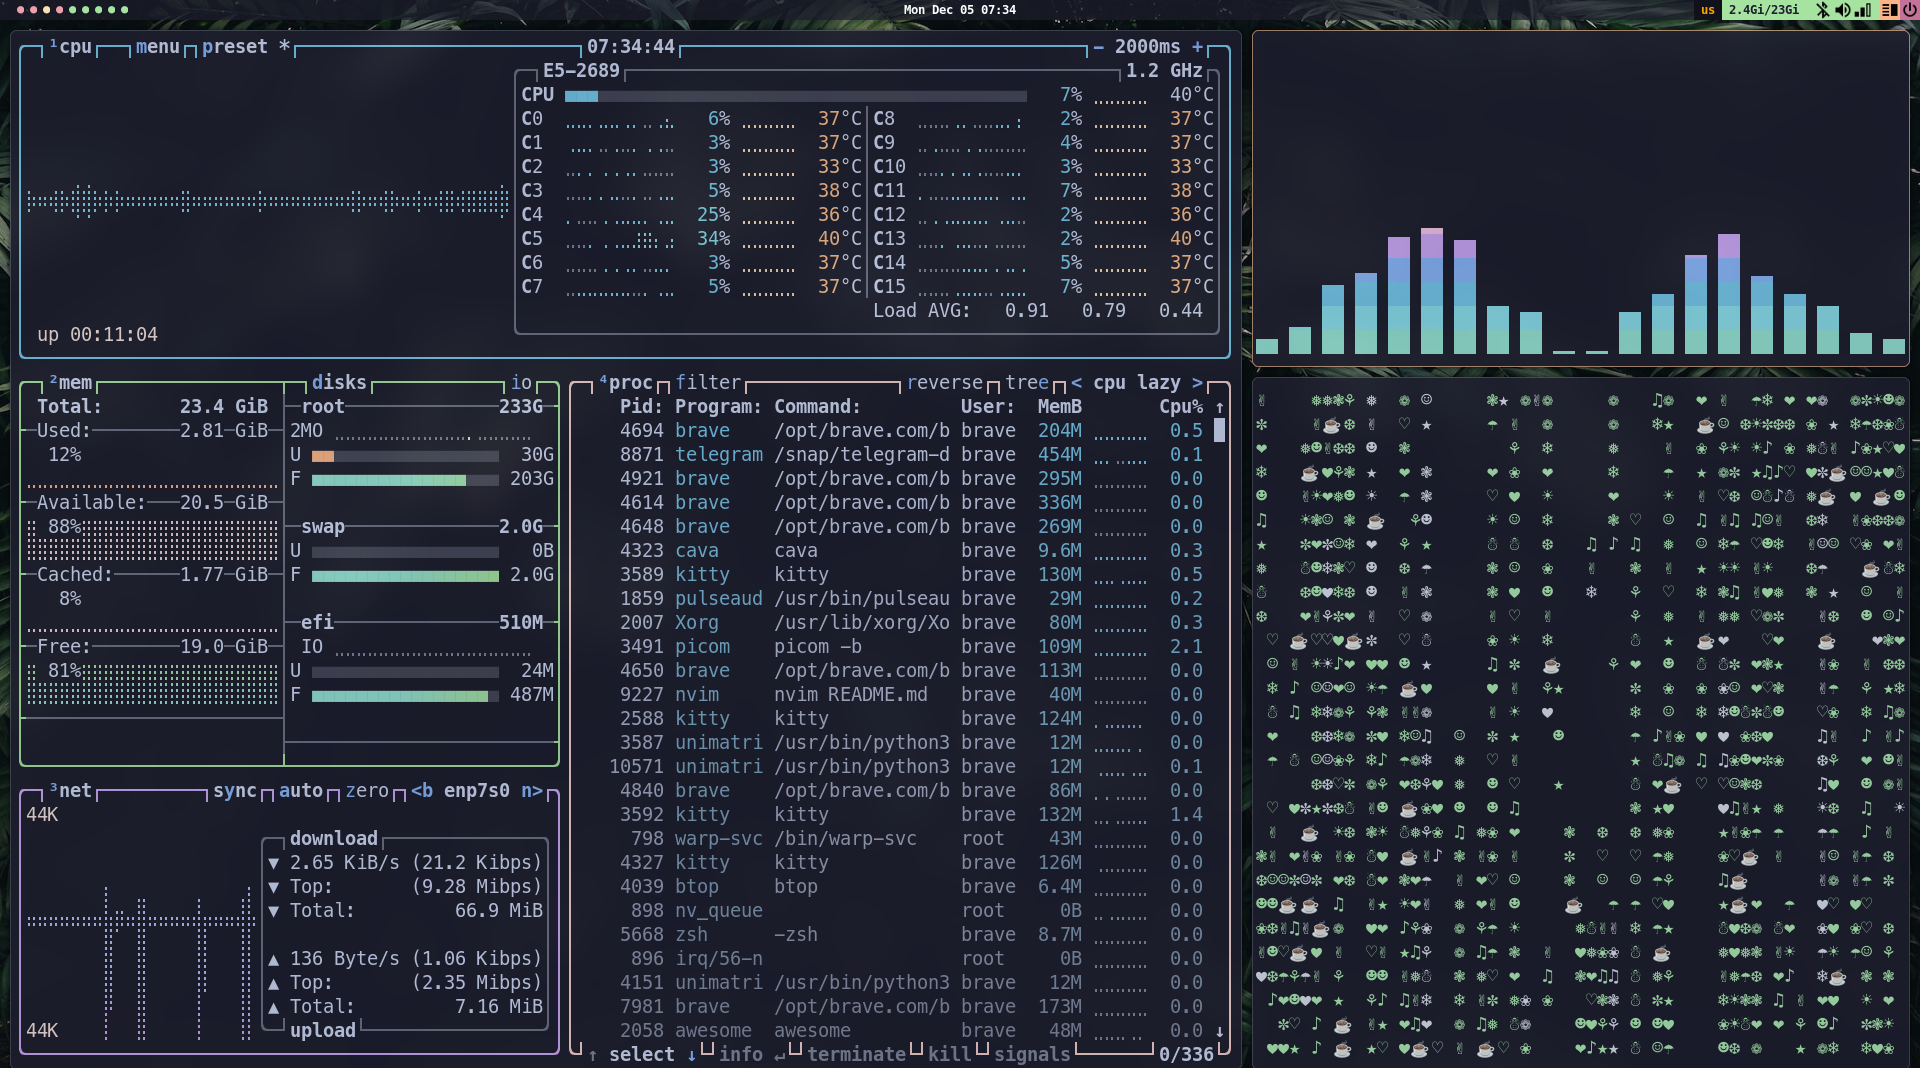 Mon Dec 05 07:34
us 2.4Gi/23Gi
¹cpu menu preset * 07:34:44 − 2000ms +
E5−2689 1.2 GHz
CPU 7% 40°C
C0 6% 37°C C8 2% 37°C
C1 3% 37°C C9 4% 37°C
C2 3% 33°C C10 3% 33°C
C3 5% 38°C C11 7% 38°C
C4 25% 36°C C12 2% 36°C
C5 34% 40°C C13 2% 40°C
C6 3% 37°C C14 5% 37°C
C7 5% 37°C C15 7% 37°C
Load AVG: 0.91 0.79 0.44
up 00:11:04
²mem
Total: 23.4 GiB
Used: 2.81 GiB
12%
Available: 20.5 GiB
88%
Cached: 1.77 GiB
8%
Free: 19.0 GiB
81%
disks io
root 233G
2MO
U 30G
F 203G
swap 2.0G
U 0B
F 2.0G
efi 510M
IO
U 24M
F 487M
³net sync auto zero <b enp7s0 n>
44K
download
▼ 2.65 KiB/s (21.2 Kibps)
▼ Top: (9.28 Mibps)
▼ Total: 66.9 MiB
▲ 136 Byte/s (1.06 Kibps)
▲ Top: (2.35 Mibps)
▲ Total: 7.16 MiB
44K
upload
⁴proc filter reverse tree < cpu lazy >
Pid: Program: Command: User: MemB Cpu% ↑
4694 brave /opt/brave.com/b brave 204M 0.5
8871 telegram /snap/telegram-d brave 454M 0.1
4921 brave /opt/brave.com/b brave 295M 0.0
4614 brave /opt/brave.com/b brave 336M 0.0
4648 brave /opt/brave.com/b brave 269M 0.0
4323 cava cava brave 9.6M 0.3
3589 kitty kitty brave 130M 0.5
1859 pulseaud /usr/bin/pulseau brave 29M 0.2
2007 Xorg /usr/lib/xorg/Xo brave 80M 0.3
3491 picom picom −b brave 109M 2.1
4650 brave /opt/brave.com/b brave 113M 0.0
9227 nvim nvim README.md brave 40M 0.0
2588 kitty kitty brave 124M 0.0
3587 unimatri /usr/bin/python3 brave 12M 0.0
10571 unimatri /usr/bin/python3 brave 12M 0.1
4840 brave /opt/brave.com/b brave 86M 0.0
3592 kitty kitty brave 132M 1.4
798 warp-svc /bin/warp-svc root 43M 0.0
4327 kitty kitty brave 126M 0.0
4039 btop btop brave 6.4M 0.0
898 nv_queue root 0B 0.0
5668 zsh −zsh brave 8.7M 0.0
896 irq/56-n root 0B 0.0
4151 unimatri /usr/bin/python3 brave 12M 0.0
7981 brave /opt/brave.com/b brave 173M 0.0
2058 awesome awesome brave 48M 0.0 ↓
↑ select ↓ info ↵ terminate kill signals 0/336